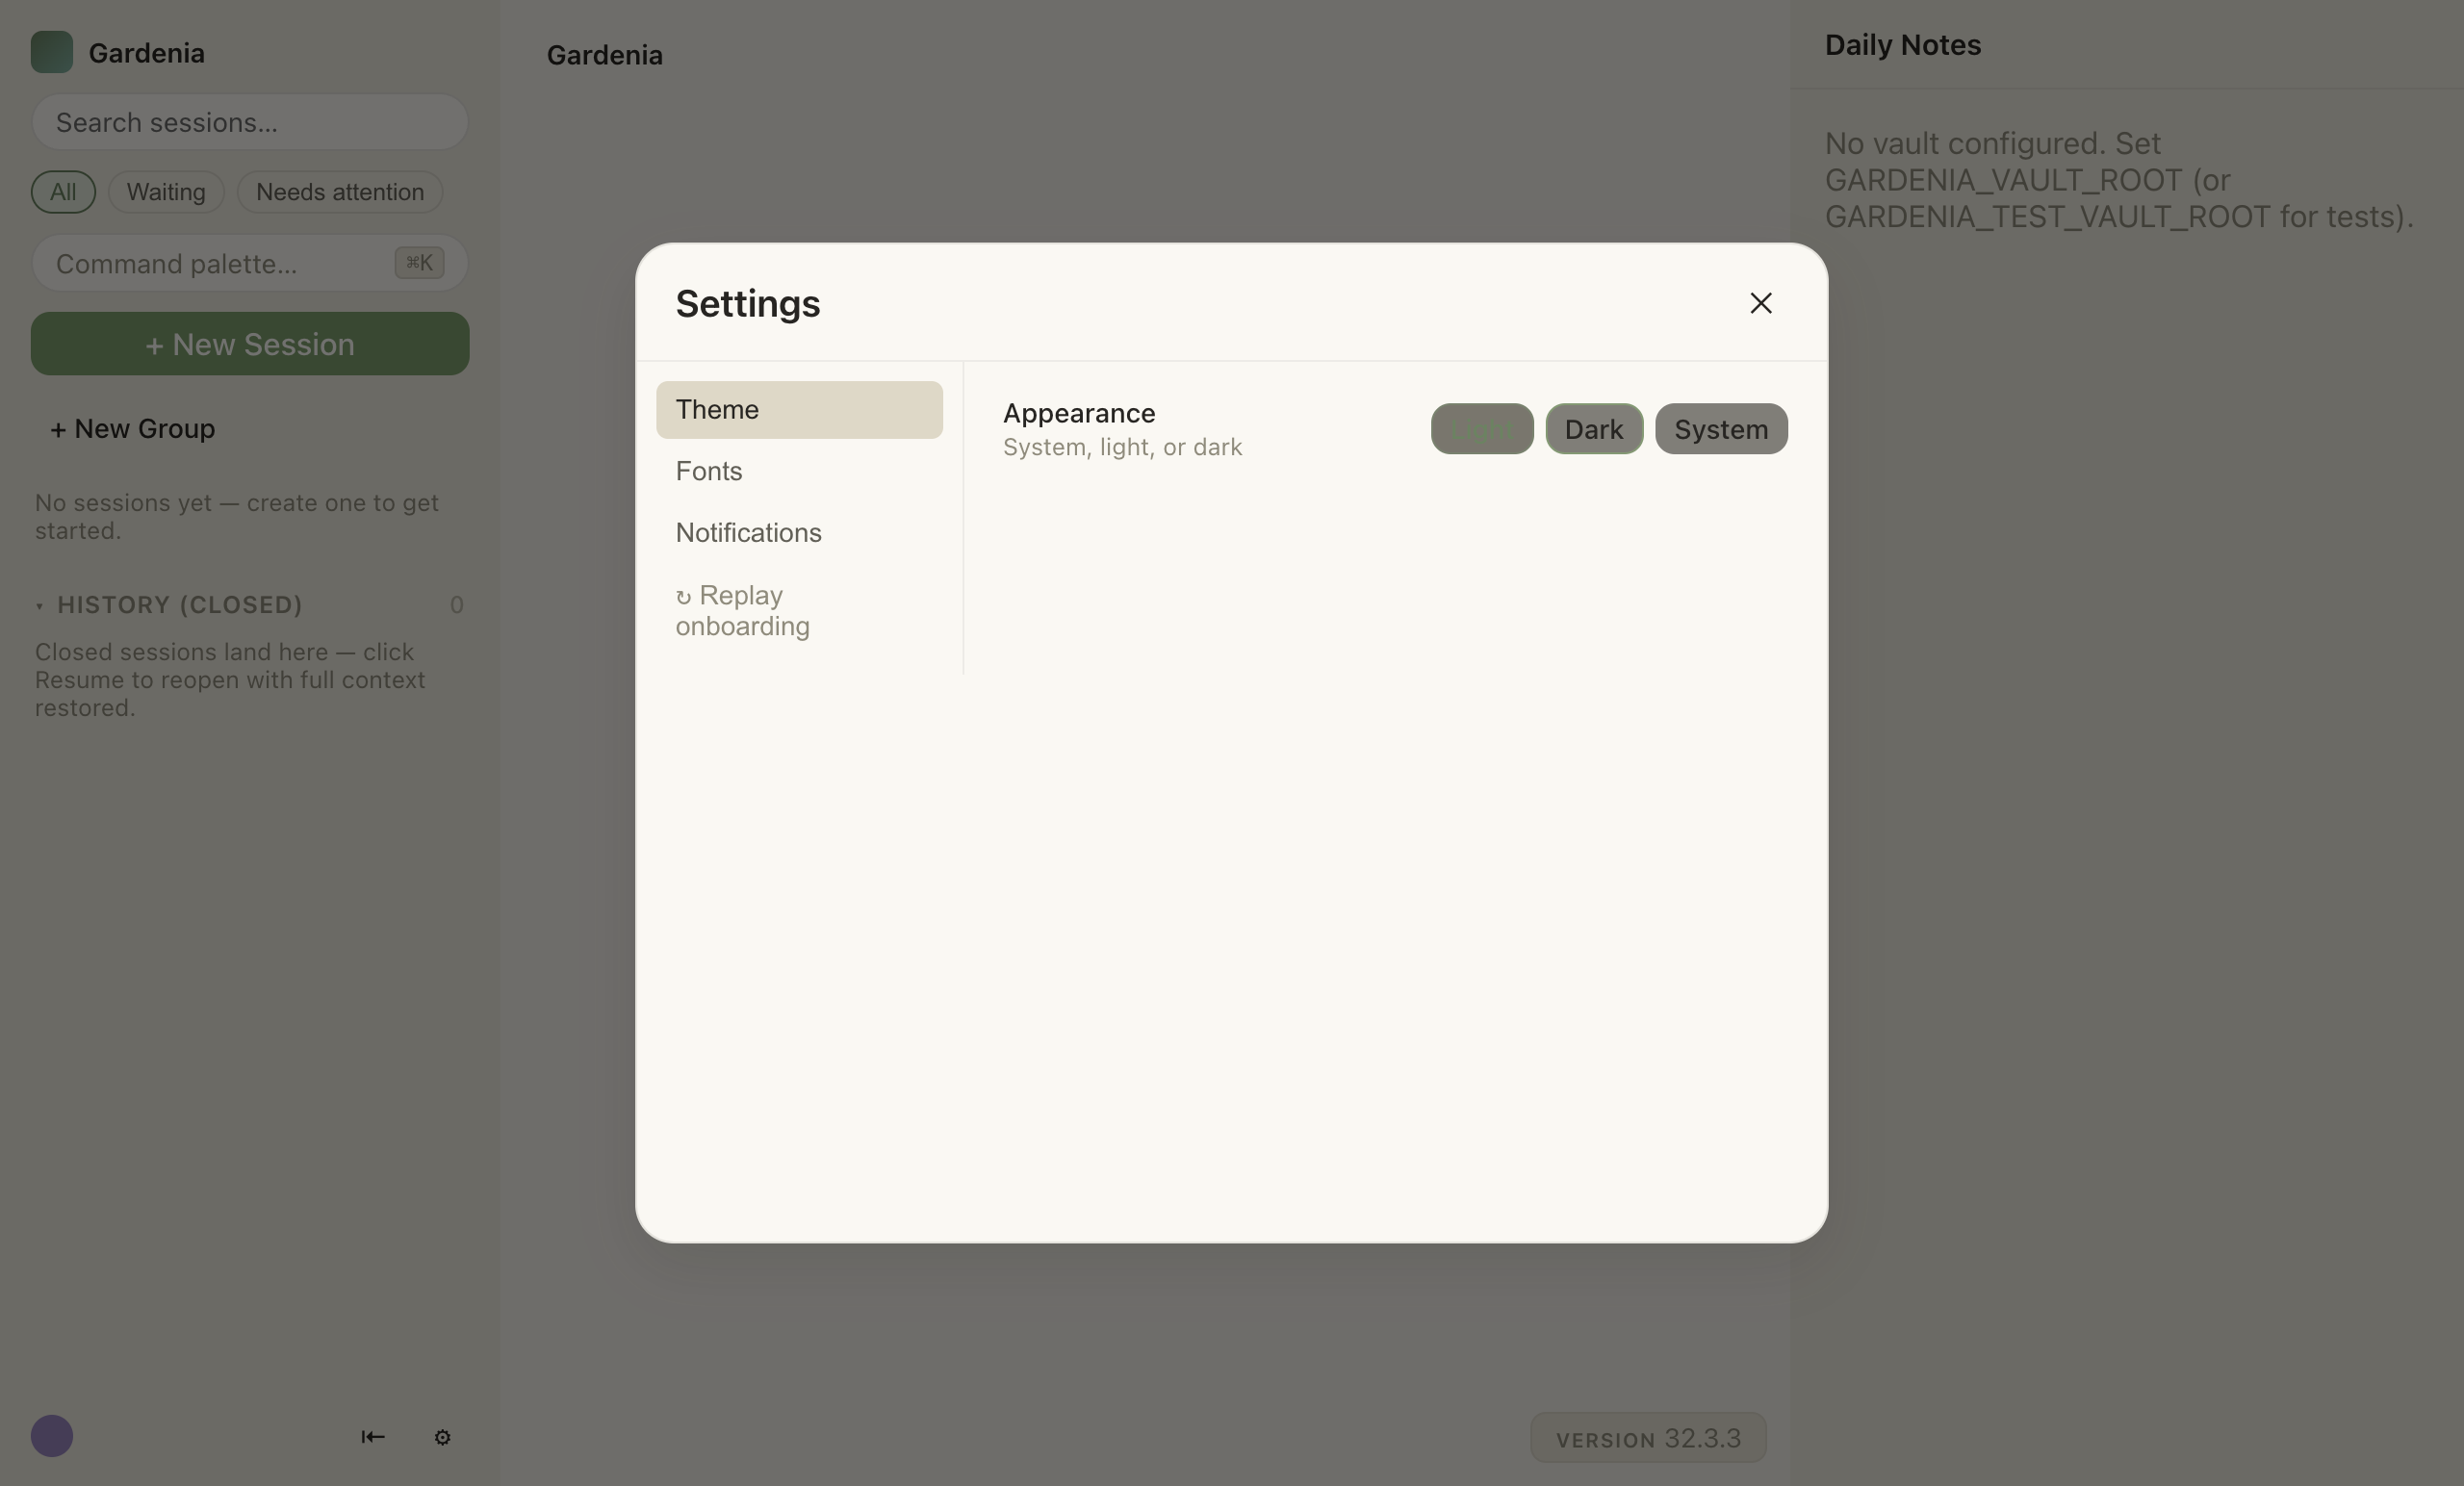 Gardenia
Search sessions...
All
Waiting
Needs attention
Command palette...
⌘K
+ New Session
+ New Group
No sessions yet — create one to get
started.
▾ HISTORY (CLOSED) 0
Closed sessions land here — click
Resume to reopen with full context
restored.
Gardenia
Settings
Theme
Fonts
Notifications
↻ Replay
onboarding
Appearance
System, light, or dark
Light
Dark
System
VERSION 32.3.3
Daily Notes
No vault configured. Set
GARDENIA_VAULT_ROOT (or
GARDENIA_TEST_VAULT_ROOT for tests).